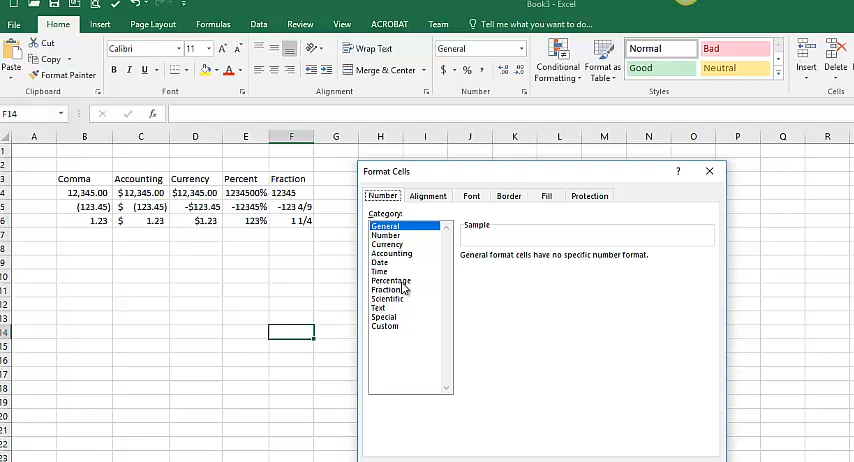 Book3 - Excel
File Home Insert Page Layout Formulas Data Review View ACROBAT Team Tell me what you want to do...
Cut
Copy
Format Painter
Paste
Clipboard
Calibri 11
B I U
Font
Wrap Text
Merge & Center
Alignment
General
$ % ,
Number
Conditional Formatting
Format as Table
Normal Bad
Good Neutral
Styles
Insert Delete
Cells
F14 fx
A B C D E F G H I J K L M N O P Q R
1
2
3 Comma Accounting Currency Percent Fraction
4 12,345.00 $ 12,345.00 $12,345.00 1234500% 12345
5 (123.45) $ (123.45) -$123.45 -12345% -123 4/9
6 1.23 $ 1.23 $1.23 123% 1 1/4
7
8
9
10
11
12
13
14
15
16
17
18
19
20
21
22
23
Format Cells ?
Number Alignment Font Border Fill Protection
Category:
General
Number
Currency
Accounting
Date
Time
Percentage
Fraction
Scientific
Text
Special
Custom
Sample
General format cells have no specific number format.